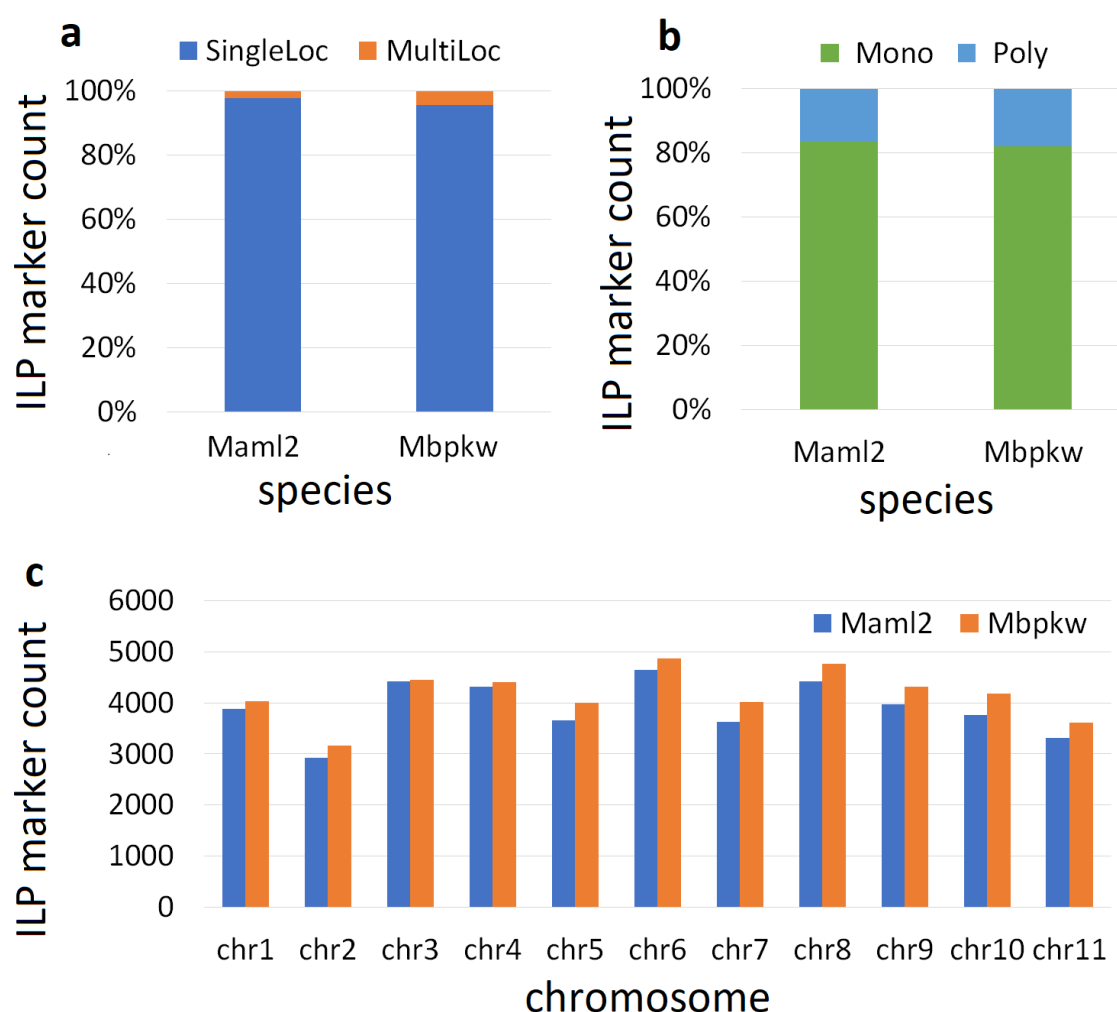 a
SingleLoc MultiLoc
ILP marker count
100%
80%
60%
40%
20%
0%
Maml2 Mbpkw
species
b
Mono Poly
ILP marker count
100%
80%
60%
40%
20%
0%
Maml2 Mbpkw
species
c
Maml2 Mbpkw
ILP marker count
6000
5000
4000
3000
2000
1000
0
chr1 chr2 chr3 chr4 chr5 chr6 chr7 chr8 chr9 chr10 chr11
chromosome